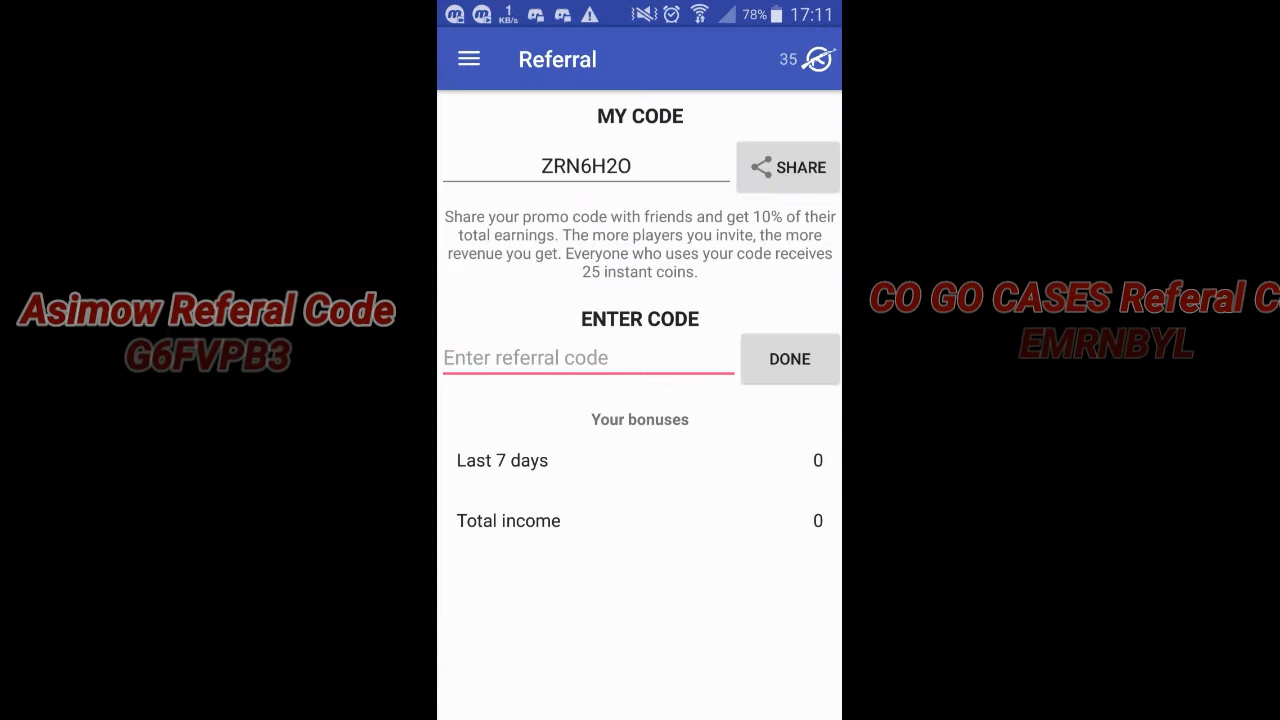 1
KB/s
78% 17:11
Referral
35
MY CODE
ZRN6H2O
SHARE
Share your promo code with friends and get 10% of their
total earnings. The more players you invite, the more
revenue you get. Everyone who uses your code receives
25 instant coins.
ENTER CODE
Enter referral code
DONE
Your bonuses
Last 7 days 0
Total income 0
Asimow Referal Code
G6FVPB3
CO GO CASES Referal C
EMRNBYL